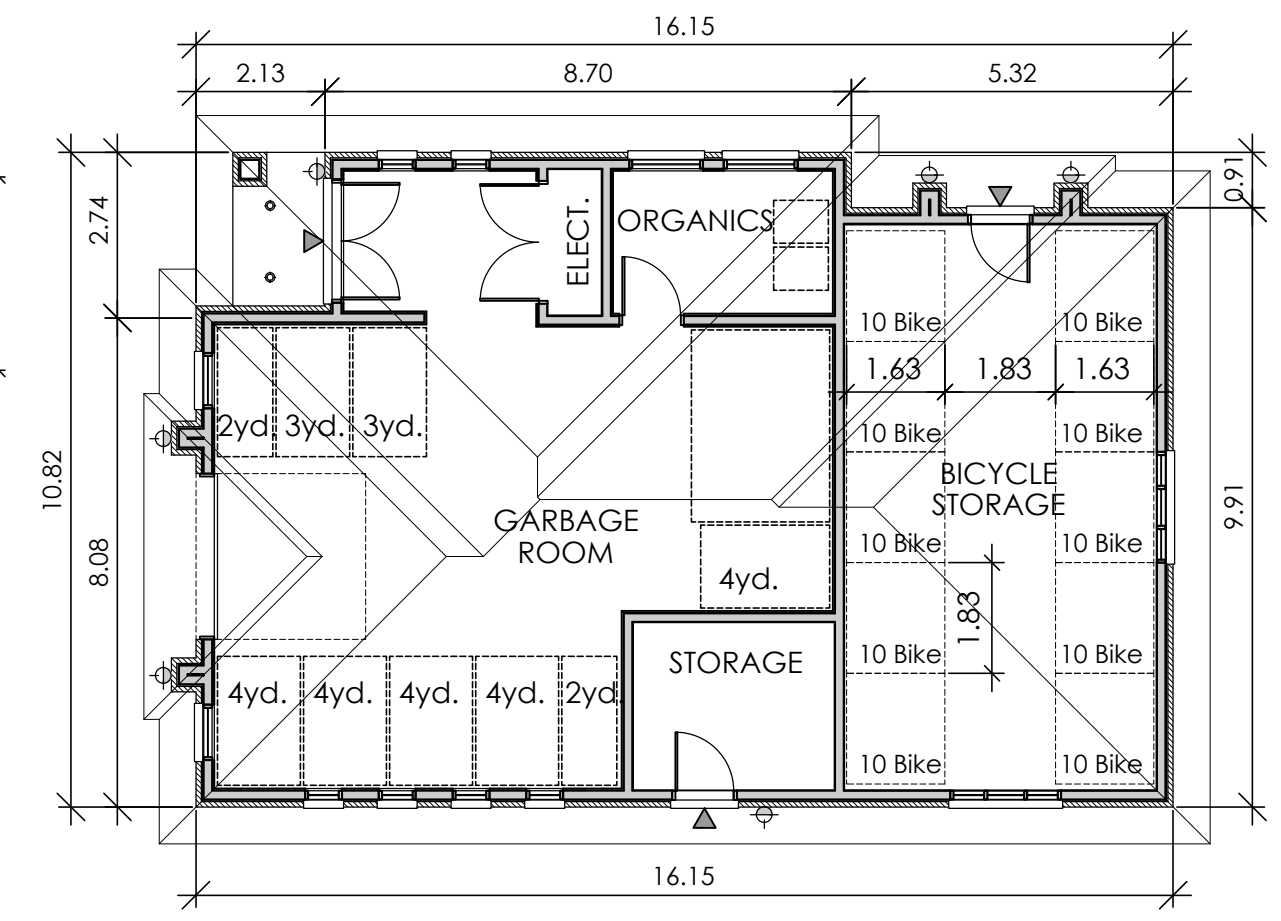 16.15
2.13
8.70
5.32
2.74
0.91
ELECT.
ORGANICS
10 Bike
10 Bike
1.63
1.83
1.63
2yd.
3yd.
3yd.
10 Bike
10 Bike
10.82
BICYCLE
STORAGE
9.91
GARBAGE
ROOM
10 Bike
10 Bike
8.08
4yd.
1.83
STORAGE
10 Bike
10 Bike
4yd.
4yd.
4yd.
4yd.
2yd
10 Bike
10 Bike
16.15